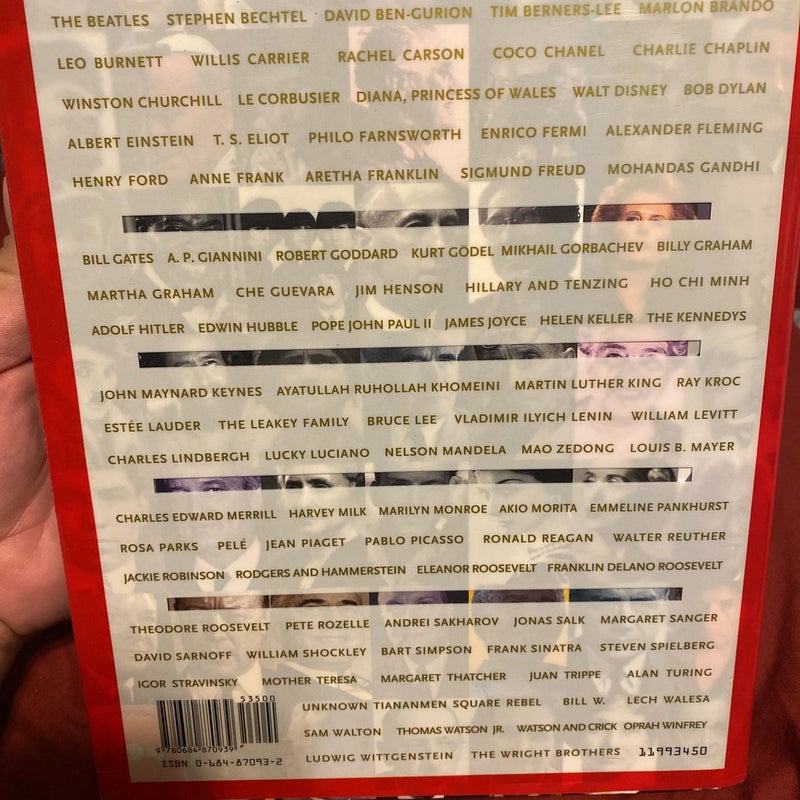 THE BEATLES STEPHEN BECHTEL DAVID BEN-GURION TIM BERNERS-LEE MARLON BRANDO
LEO BURNETT WILLIS CARRIER RACHEL CARSON COCO CHANEL CHARLIE CHAPLIN
WINSTON CHURCHILL LE CORBUSIER DIANA, PRINCESS OF WALES WALT DISNEY BOB DYLAN
ALBERT EINSTEIN T. S. ELIOT PHILO FARNSWORTH ENRICO FERMI ALEXANDER FLEMING
HENRY FORD ANNE FRANK ARETHA FRANKLIN SIGMUND FREUD MOHANDAS GANDHI
BILL GATES A. P. GIANNINI ROBERT GODDARD KURT GÖDEL MIKHAIL GORBACHEV BILLY GRAHAM
MARTHA GRAHAM CHE GUEVARA JIM HENSON HILLARY AND TENZING HO CHI MINH
ADOLF HITLER EDWIN HUBBLE POPE JOHN PAUL II JAMES JOYCE HELEN KELLER THE KENNEDYS
JOHN MAYNARD KEYNES AYATULLAH RUHOLLAH KHOMEINI MARTIN LUTHER KING RAY KROC
ESTÉE LAUDER THE LEAKEY FAMILY BRUCE LEE VLADIMIR ILYICH LENIN WILLIAM LEVITT
CHARLES LINDBERGH LUCKY LUCIANO NELSON MANDELA MAO ZEDONG LOUIS B. MAYER
CHARLES EDWARD MERRILL HARVEY MILK MARILYN MONROE AKIO MORITA EMMELINE PANKHURST
ROSA PARKS PELÉ JEAN PIAGET PABLO PICASSO RONALD REAGAN WALTER REUTHER
JACKIE ROBINSON RODGERS AND HAMMERSTEIN ELEANOR ROOSEVELT FRANKLIN DELANO ROOSEVELT
THEODORE ROOSEVELT PETE ROZELLE ANDREI SAKHAROV JONAS SALK MARGARET SANGER
DAVID SARNOFF WILLIAM SHOCKLEY BART SIMPSON FRANK SINATRA STEVEN SPIELBERG
IGOR STRAVINSKY MOTHER TERESA MARGARET THATCHER JUAN TRIPPE ALAN TURING
UNKNOWN TIANANMEN SQUARE REBEL BILL W. LECH WALESA
SAM WALTON THOMAS WATSON JR. WATSON AND CRICK OPRAH WINFREY
LUDWIG WITTGENSTEIN THE WRIGHT BROTHERS 11993450
53500
9 780684 870939
ISBN 0-684-87093-2